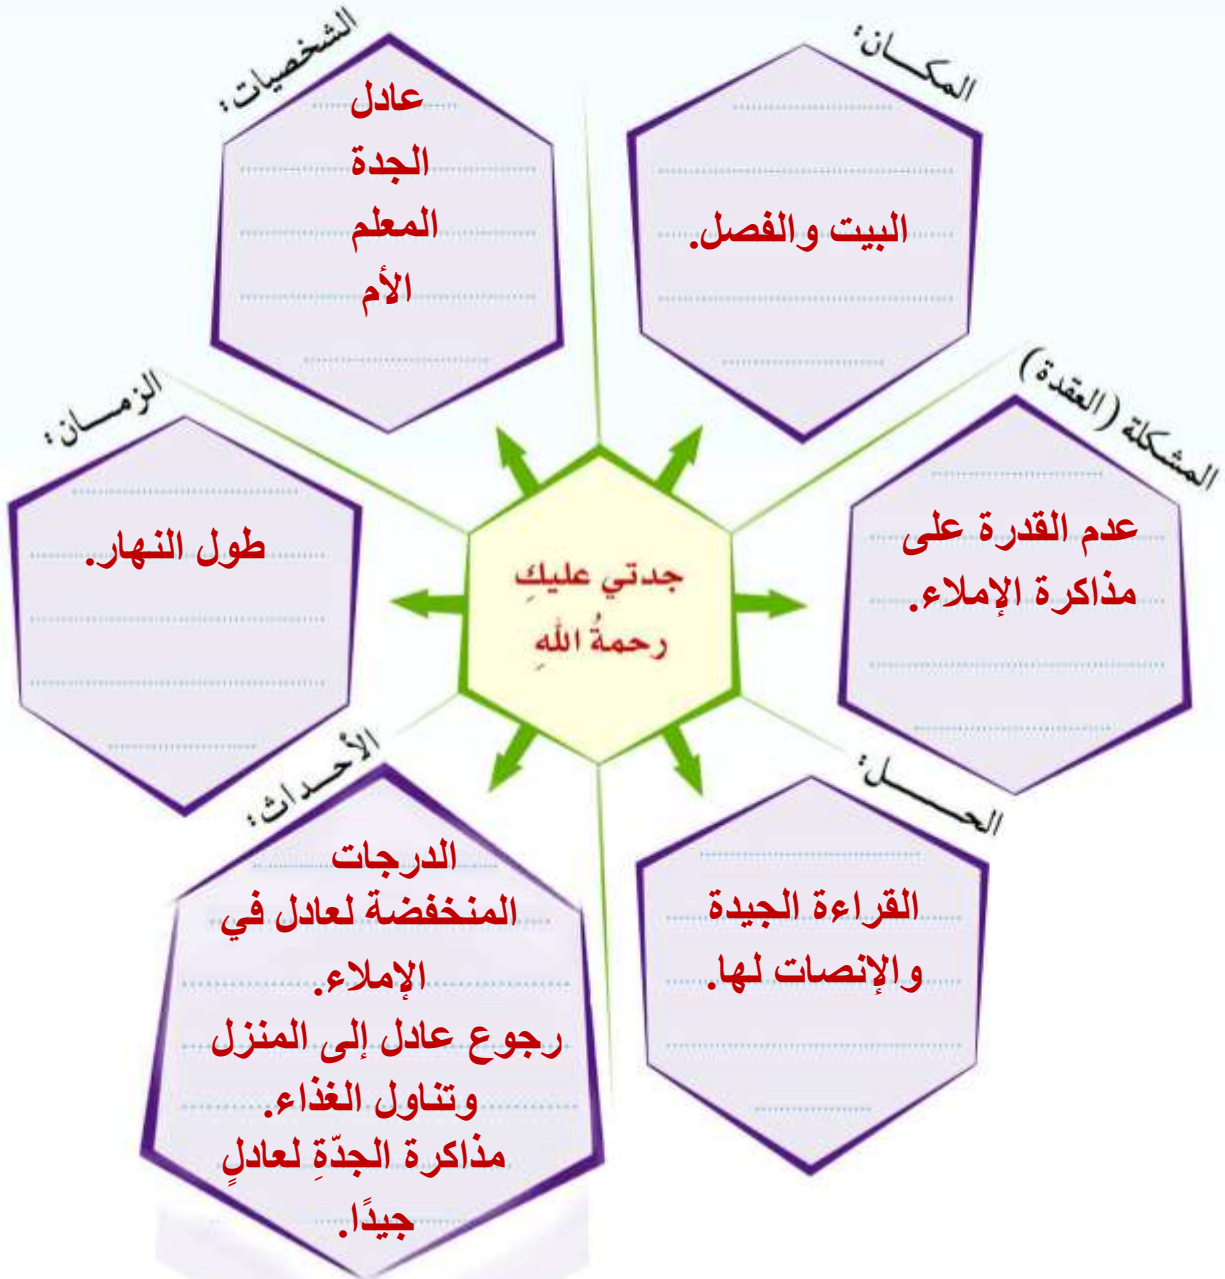 المكـــان:
البيت والفصل.
الشخصيات:
عادل
الجدة
المعلم
الأم
المشكلة (العقدة)
عدم القدرة على
مذاكرة الإملاء.
الزمـــان:
طول النهار.
جدتي عليكِ
رحمةُ اللهِ
الحـــــل:
القراءة الجيدة
والإنصات لها.
الأحـــداث:
الدرجات
المنخفضة لعادل في
الإملاء.
رجوع عادل إلى المنزل
وتناول الغذاء.
مذاكرة الجدّةِ لعادلٍ
جيدًا.